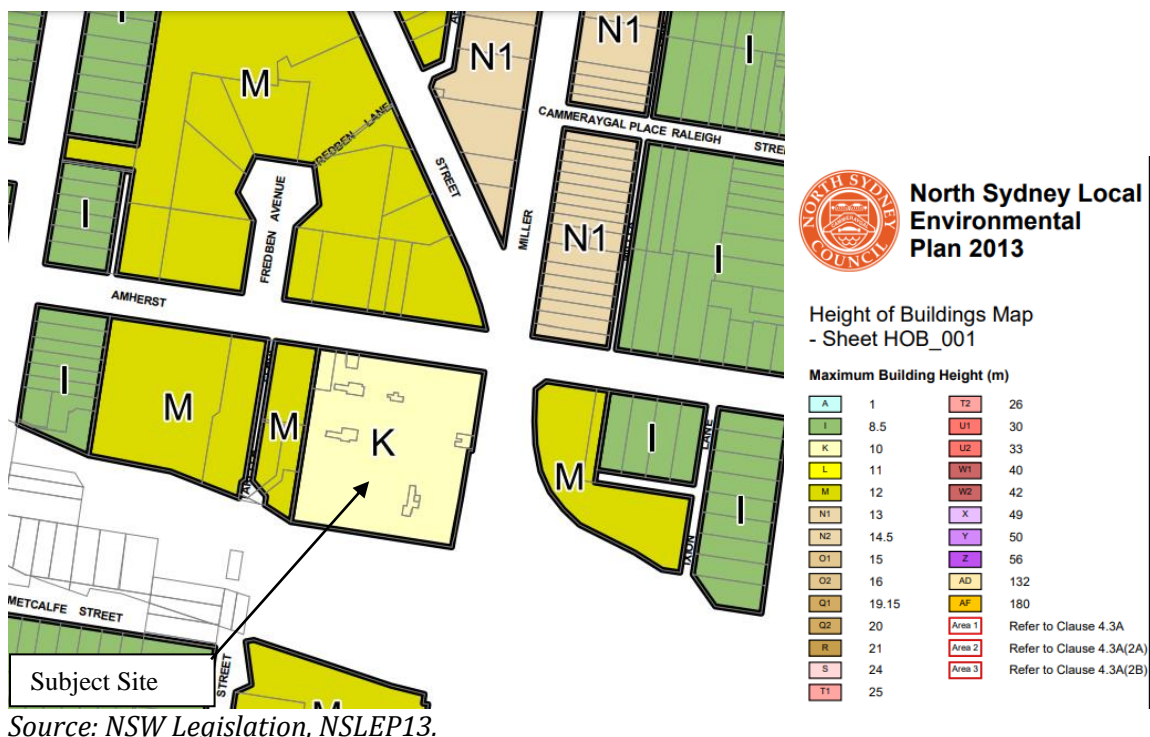 I
M
N1
N1
I
CAMMERAYGAL PLACE RALEIGH
STREE
STREET
MILLER
FREDBEN AVENUE
I
N1
I
AMHERST
I
M
M
K
M
I
LANE
I
IXION
METCALFE STREET
STREET
M
Subject Site
Source: NSW Legislation, NSLEP13.
NORTH SYDNEY
COUNCIL
North Sydney Local
Environmental
Plan 2013
Height of Buildings Map
- Sheet HOB_001
Maximum Building Height (m)
A 1 T2 26
I 8.5 U1 30
K 10 U2 33
L 11 W1 40
M 12 W2 42
N1 13 X 49
N2 14.5 Y 50
O1 15 Z 56
O2 16 AD 132
Q1 19.15 AF 180
Q2 20 Area 1 Refer to Clause 4.3A
R 21 Area 2 Refer to Clause 4.3A(2A)
S 24 Area 3 Refer to Clause 4.3A(2B)
T1 25